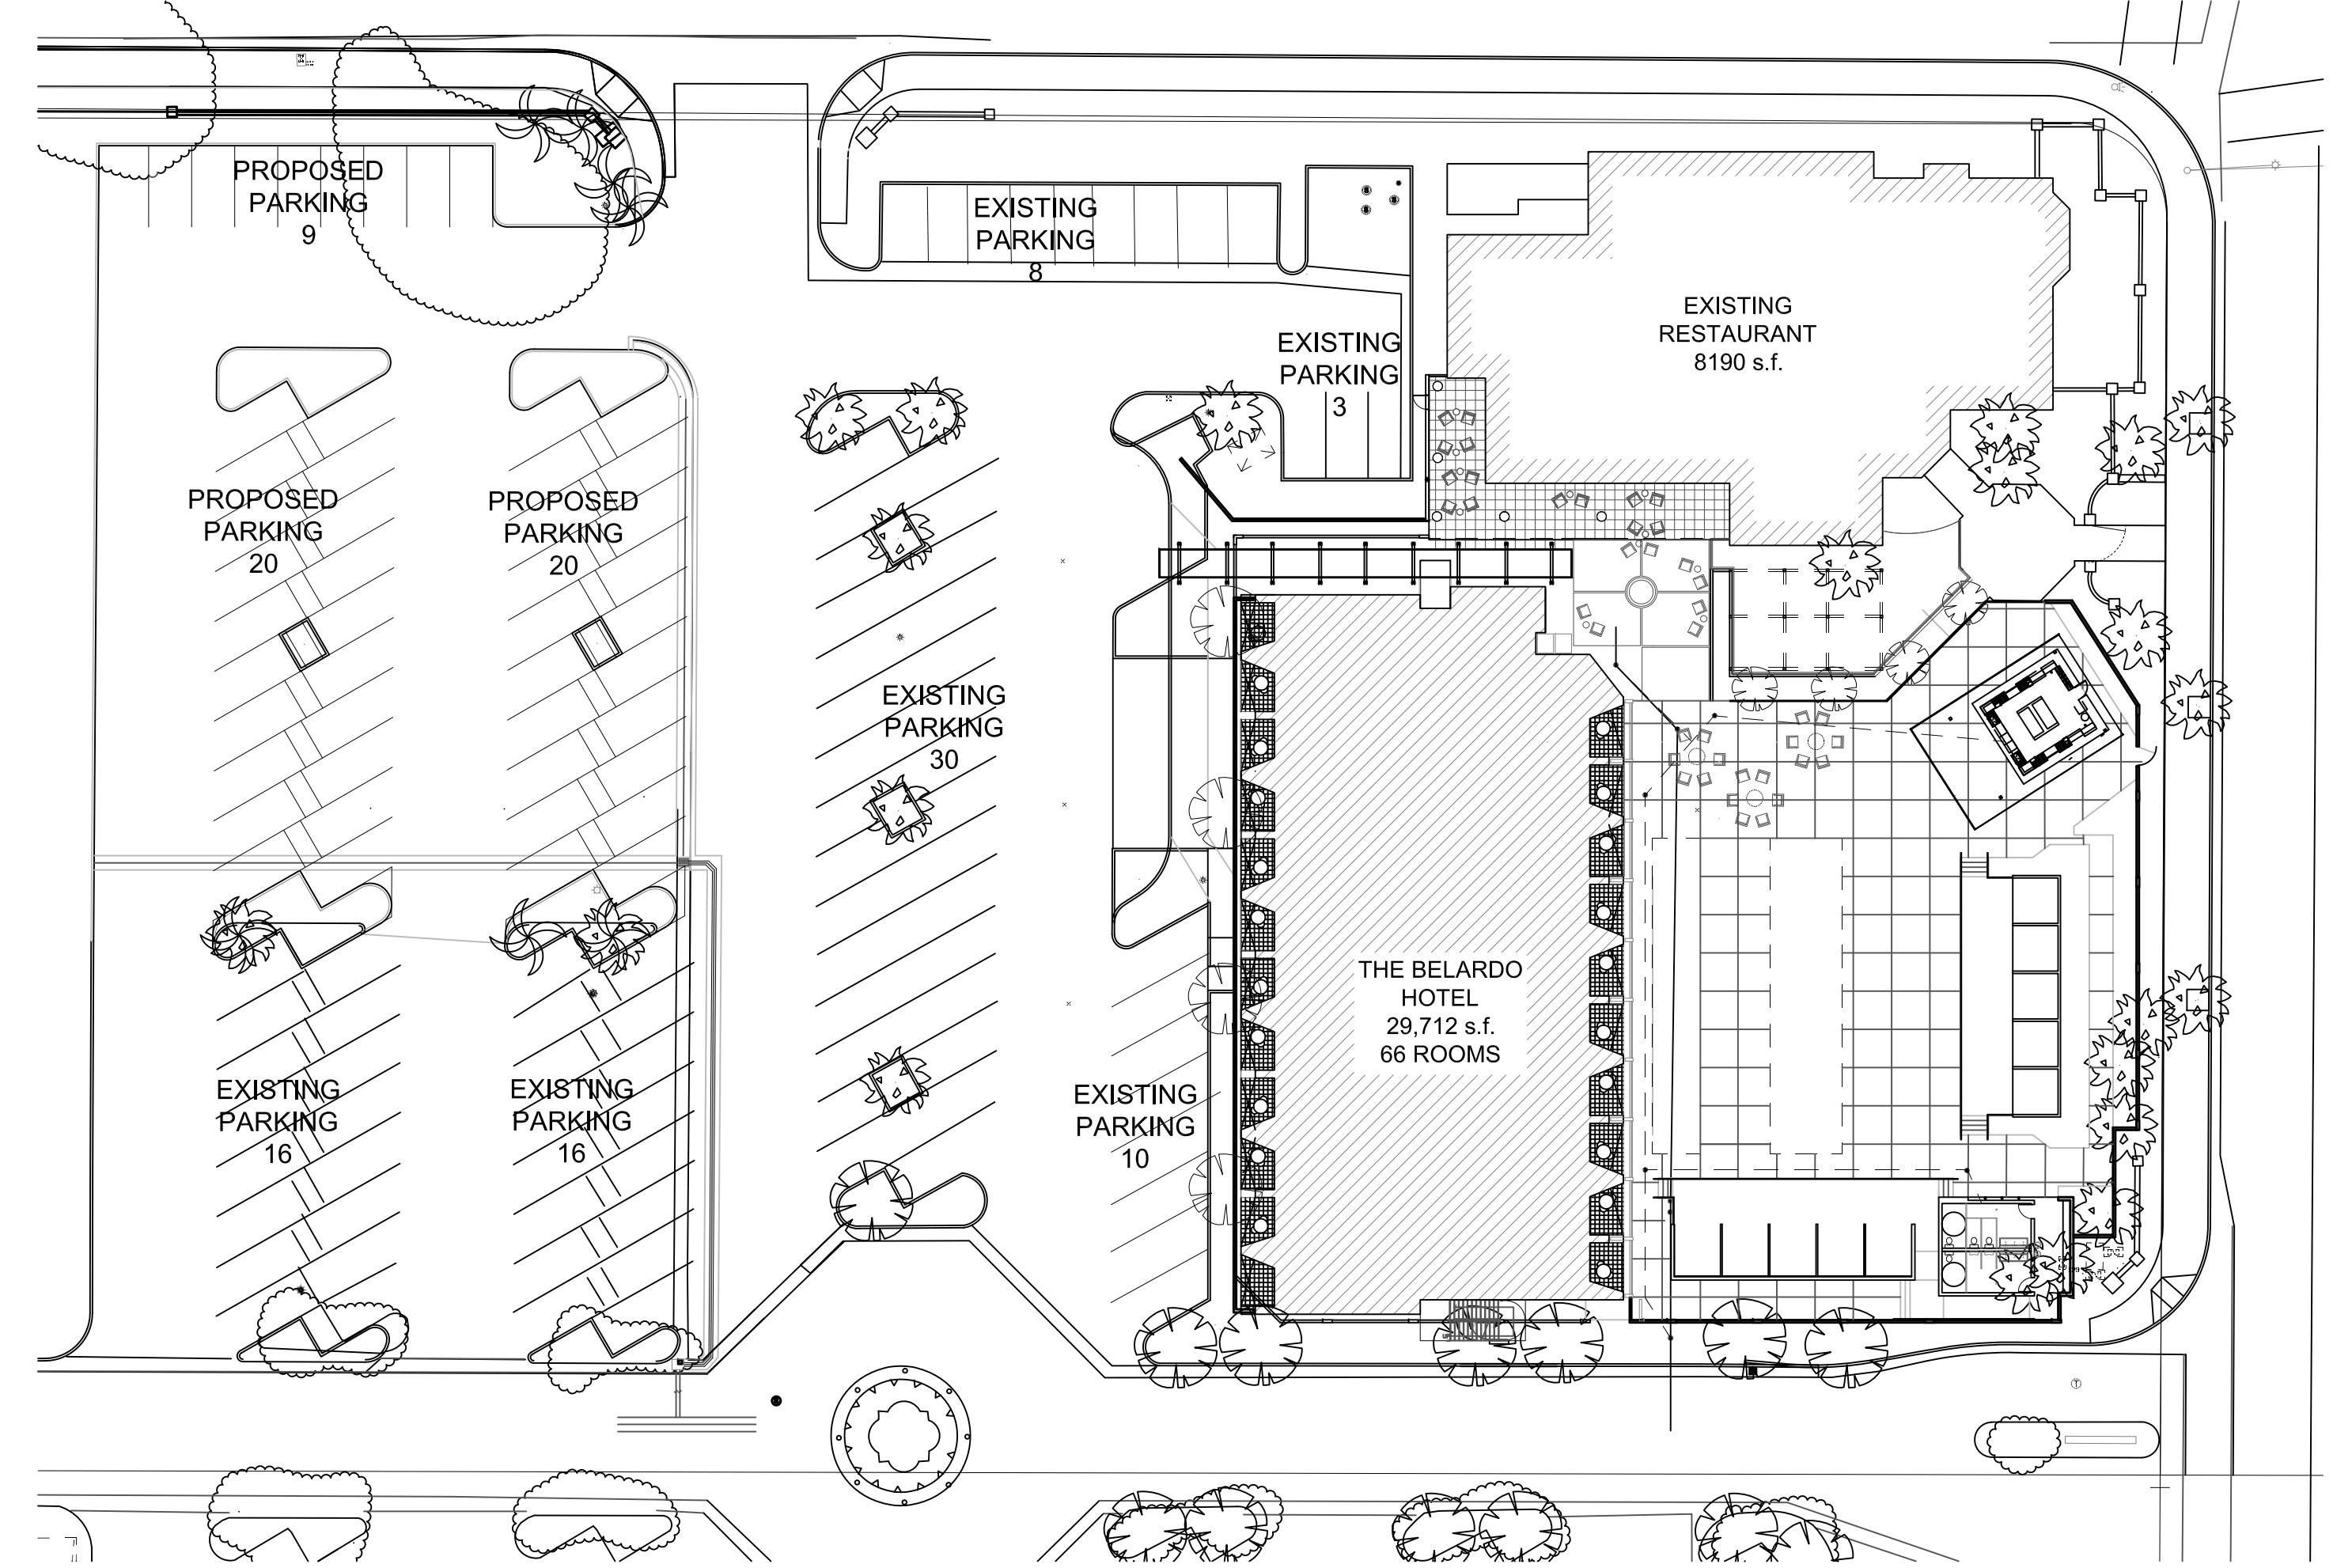 PROPOSED
PARKING
9
EXISTING
PARKING
8
EXISTING
RESTAURANT
8190 s.f.
EXISTING
PARKING
3
PROPOSED
PARKING
20
PROPOSED
PARKING
20
EXISTING
PARKING
30
THE BELARDO
HOTEL
29,712 s.f.
66 ROOMS
EXISTING
PARKING
16
EXISTING
PARKING
16
EXISTING
PARKING
10